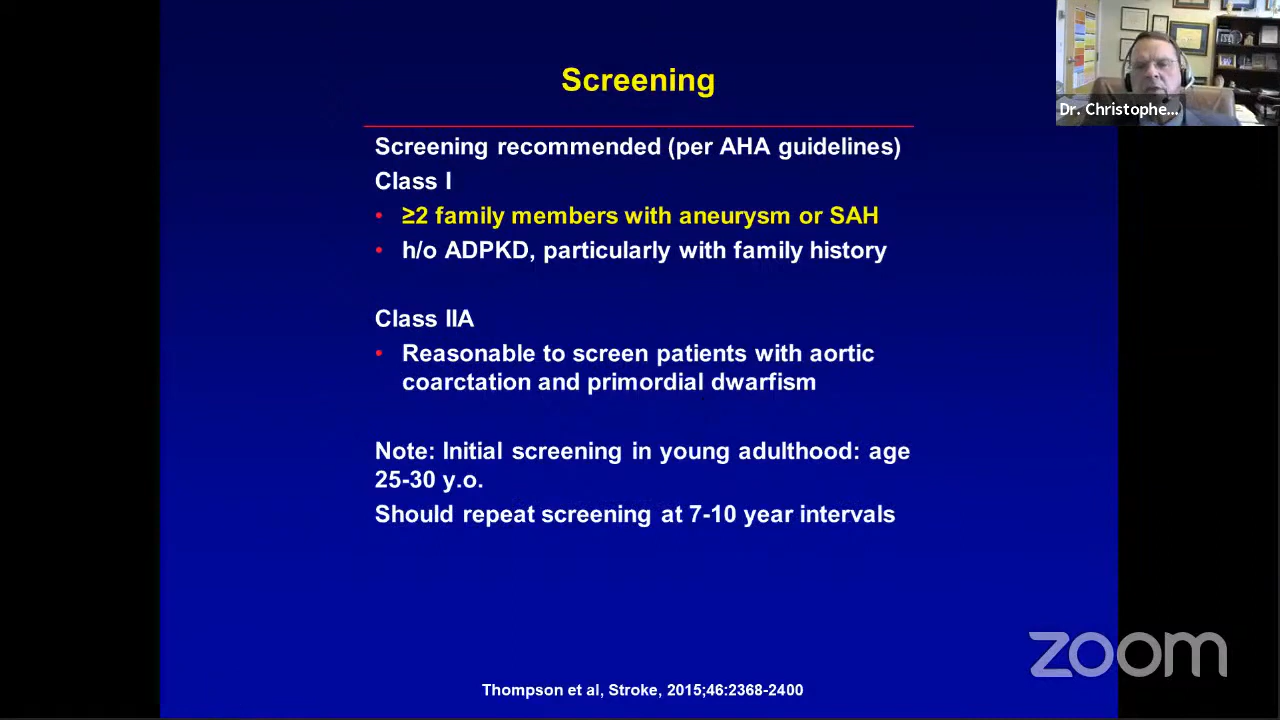 Screening
Dr. Christophe...
Screening recommended (per AHA guidelines)
Class I
• ≥2 family members with aneurysm or SAH
• h/o ADPKD, particularly with family history
Class IIA
• Reasonable to screen patients with aortic
coarctation and primordial dwarfism
Note: Initial screening in young adulthood: age
25-30 y.o.
Should repeat screening at 7-10 year intervals
zoom
Thompson et al, Stroke, 2015;46:2368-2400